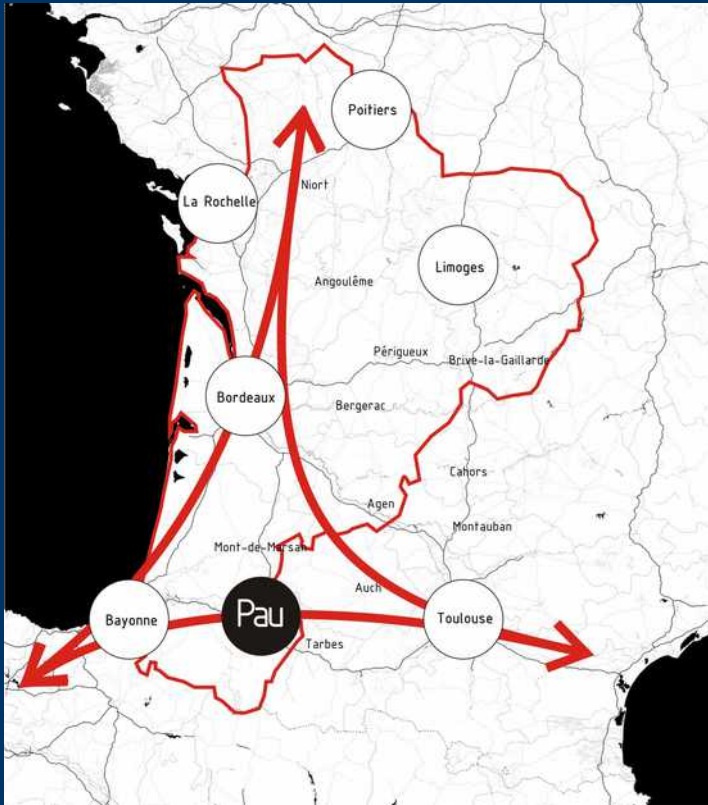 Poitiers
Niort
La Rochelle
Limoges
Angoulême
Périgueux
Brive-la-Gaillarde
Bordeaux
Bergerac
Cahors
Agen
Montauban
Mont-de-Marsan
Auch
Bayonne
Pau
Toulouse
Tarbes